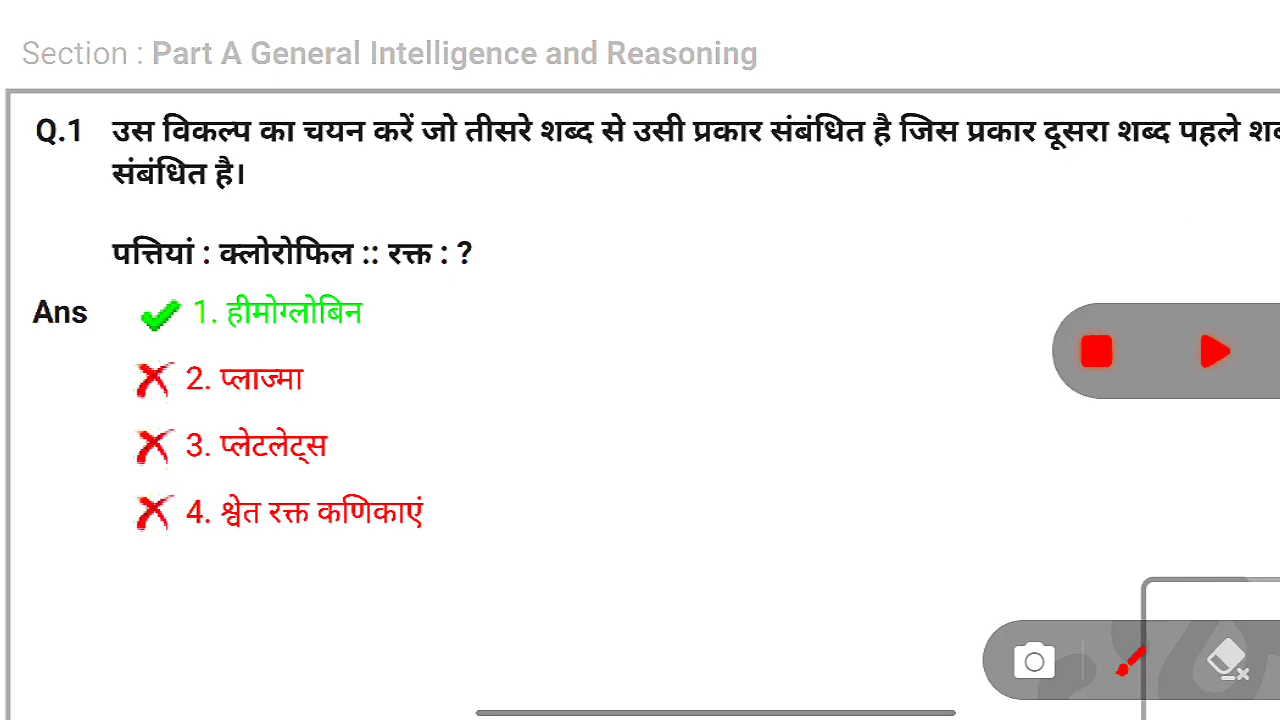 Section : Part A General Intelligence and Reasoning
Q.1 उस विकल्प का चयन करें जो तीसरे शब्द से उसी प्रकार संबंधित है जिस प्रकार दूसरा शब्द पहले
संबंधित है।
पत्तियां : क्लोरोफिल :: रक्त : ?
Ans 1. हीमोग्लोबिन
2. प्लाज्मा
3. प्लेटलेट्स
4. श्वेत रक्त कणिकाएं